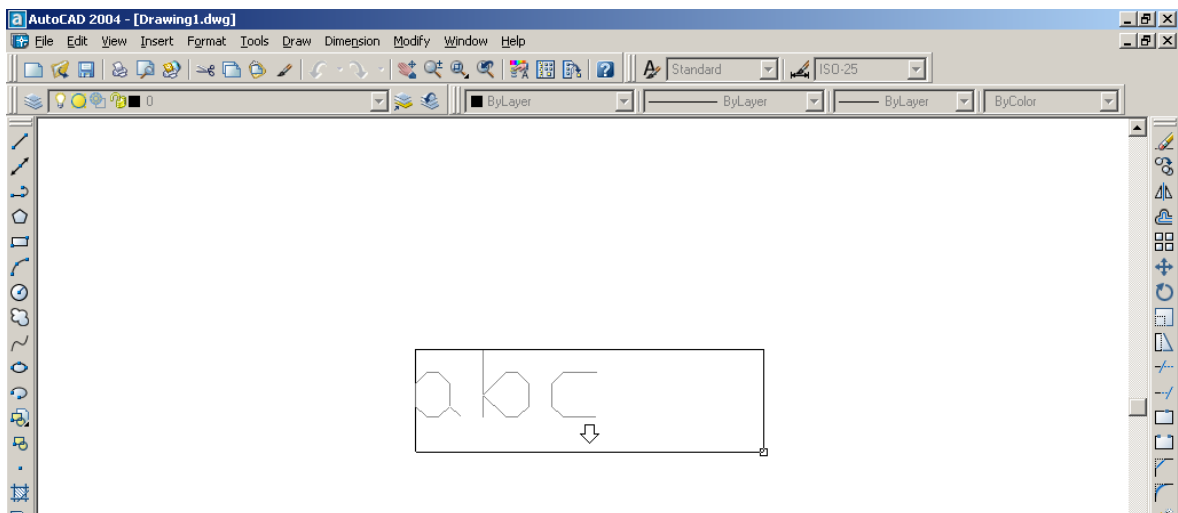 AutoCAD 2004 - [Drawing1.dwg]
File Edit View Insert Format Tools Draw Dimension Modify Window Help
Standard ISO-25
0 ByLayer ByLayer ByLayer ByColor
abc